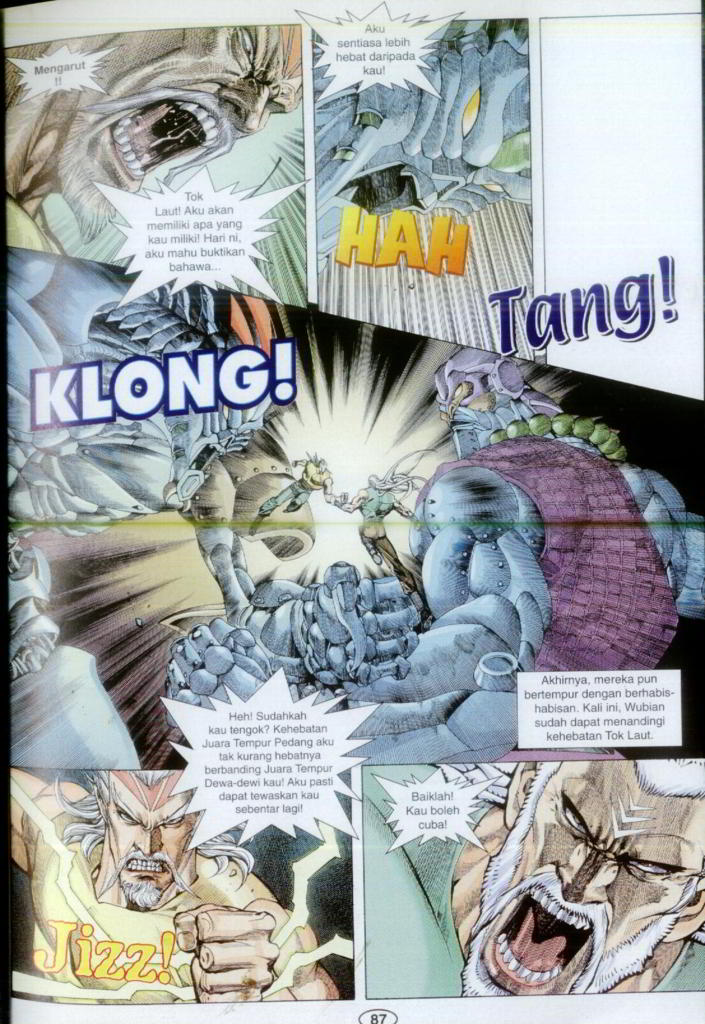 Mengarut
!!
Tok
Laut! Aku akan
memiliki apa yang
kau miliki! Hari ni,
aku mahu buktikan
bahawa...
Aku
sentiasa lebih
hebat daripada
kau!
HAH
Tang!
KLONG!
Akhirnya, mereka pun
bertempur dengan berhabis-
habisan. Kali ini, Wubian
sudah dapat menandingi
kehebatan Tok Laut.
Heh! Sudahkah
kau tengok? Kehebatan
Juara Tempur Pedang aku
tak kurang hebatnya
berbanding Juara Tempur
Dewa-dewi kau! Aku pasti
dapat tewaskan kau
sebentar lagi!
Jizz!
Baiklah!
Kau boleh
cuba!
87